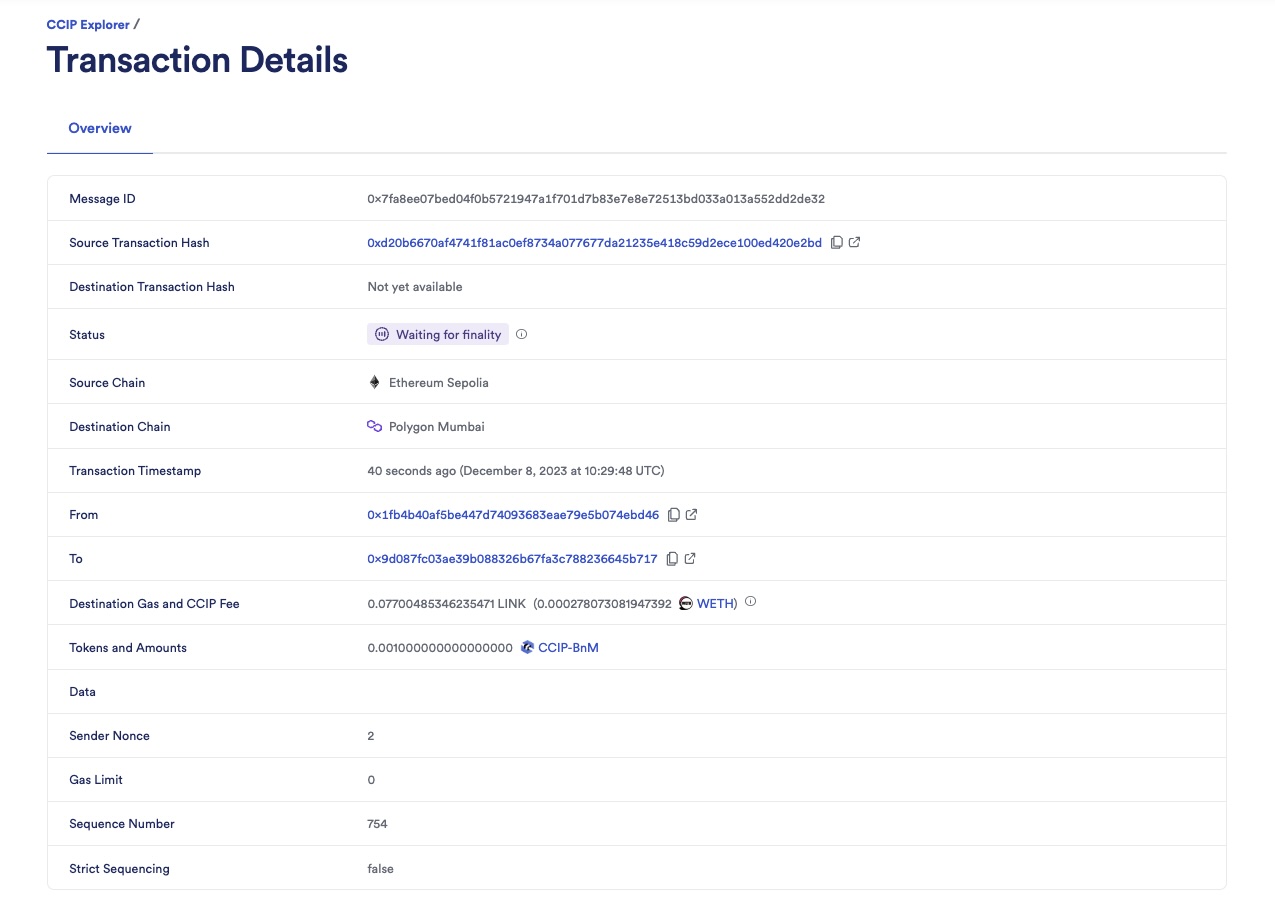 CCIP Explorer /
Transaction Details
Overview
Message ID 0x7fa8ee07bed04f0b5721947a1f701d7b83e7e8e72513bd033a013a552dd2de32
Source Transaction Hash 0xd20b6670af4741f81ac0ef8734a077677da21235e418c59d2ece100ed420e2bd
Destination Transaction Hash Not yet available
Status Waiting for finality
Source Chain Ethereum Sepolia
Destination Chain Polygon Mumbai
Transaction Timestamp 40 seconds ago (December 8, 2023 at 10:29:48 UTC)
From 0x1fb4b40af5be447d74093683eae79e5b074ebd46
To 0x9d087fc03ae39b088326b67fa3c788236645b717
Destination Gas and CCIP Fee 0.07700485346235471 LINK (0.000278073081947392 WETH)
Tokens and Amounts 0.001000000000000000 CCIP-BnM
Data
Sender Nonce 2
Gas Limit 0
Sequence Number 754
Strict Sequencing false